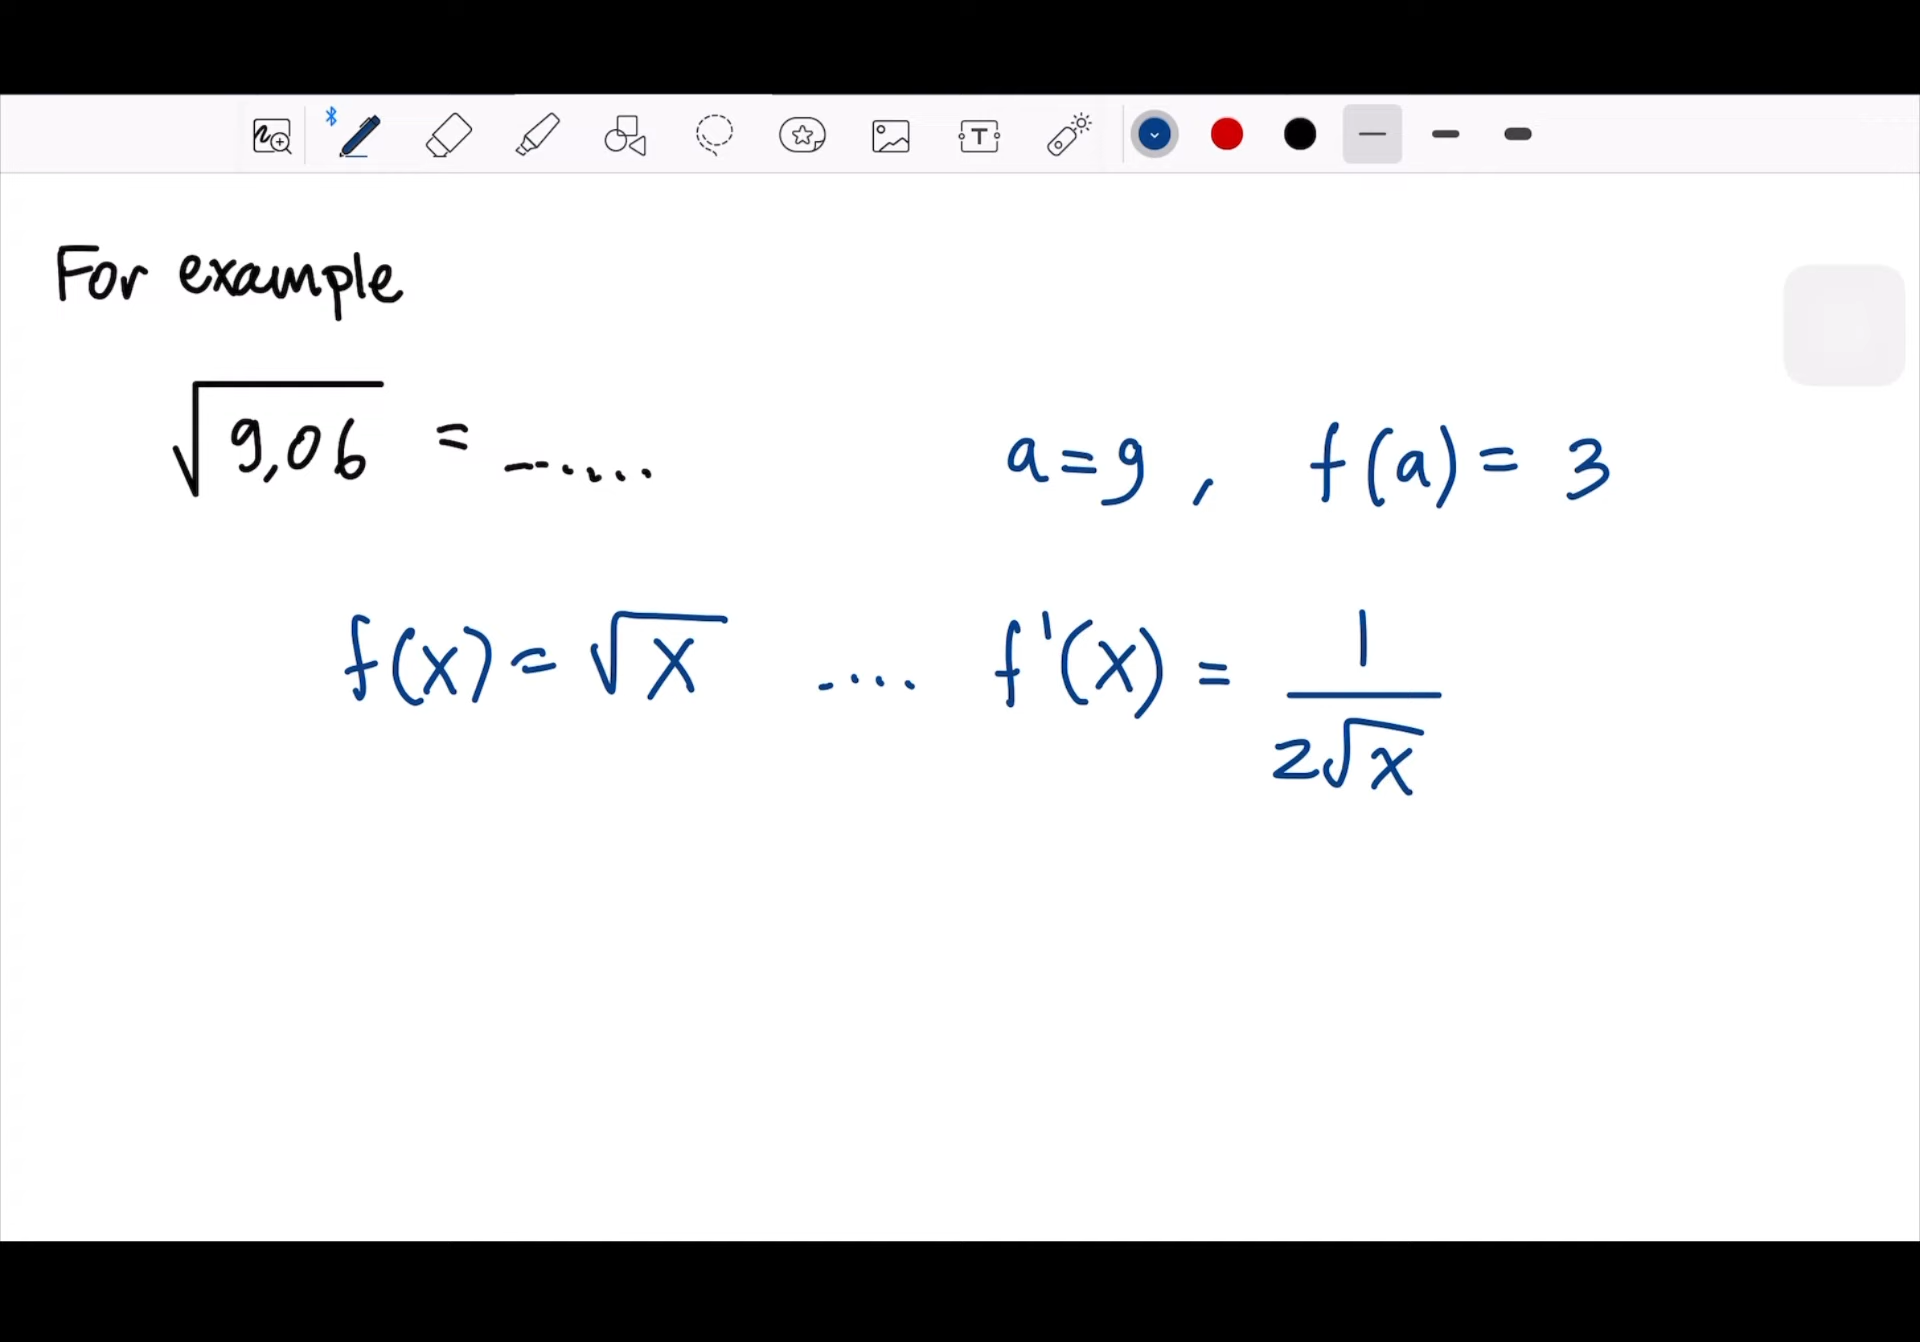 For example
√9,06 = ....... a = 9 , f(a) = 3
f(x) = √x .... f'(x) = 1/2√x